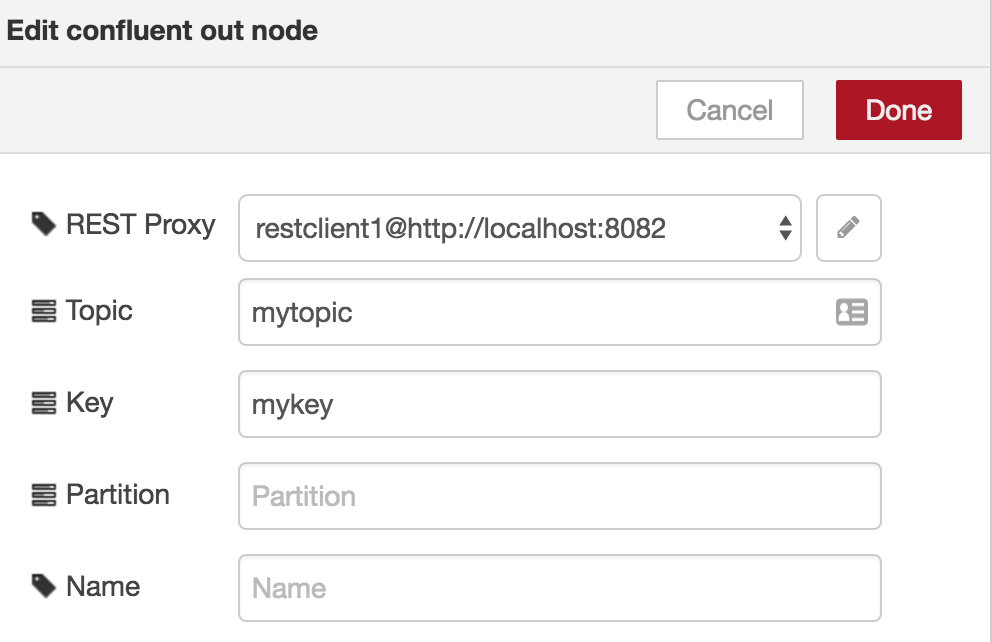 Edit confluent out node
Cancel Done
REST Proxy restclient1@http://localhost:8082
Topic mytopic
Key mykey
Partition Partition
Name Name